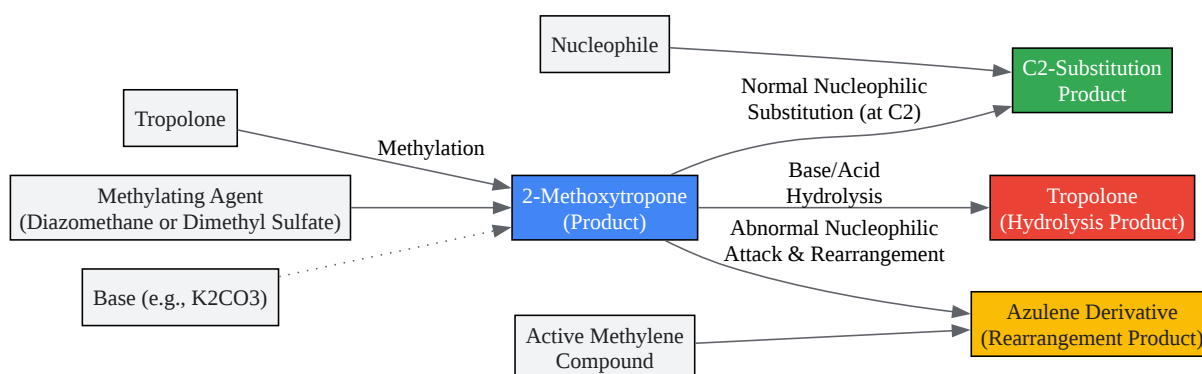 Nucleophile
C2-Substitution
Product
Normal Nucleophilic
Substitution (at C2)
Tropolone
Methylation
Methylating Agent
(Diazomethane or Dimethyl Sulfate)
2-Methoxytropone
(Product)
Base/Acid
Hydrolysis
Tropolone
(Hydrolysis Product)
Abnormal Nucleophilic
Attack & Rearrangement
Base (e.g., K2CO3)
Active Methylene
Compound
Azulene Derivative
(Rearrangement Product)